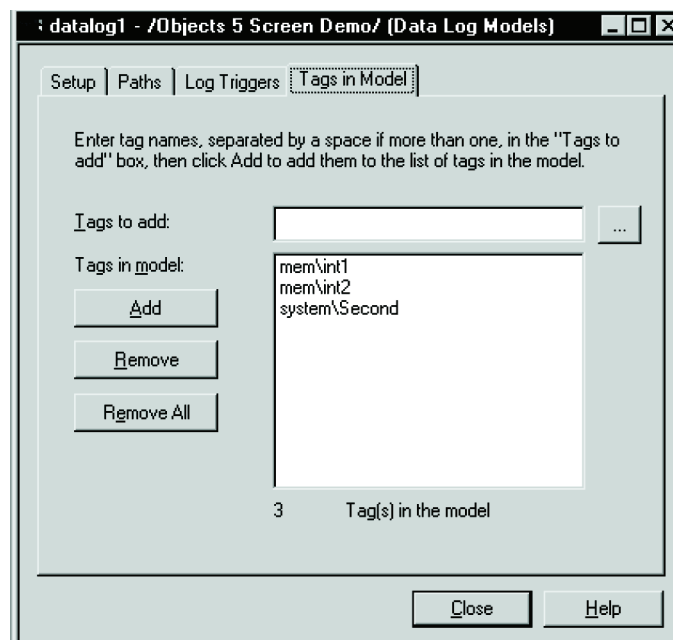 datalog1 - /Objects 5 Screen Demo/ (Data Log Models)
Setup Paths Log Triggers Tags in Model
Enter tag names, separated by a space if more than one, in the "Tags to
add" box, then click Add to add them to the list of tags in the model.
Tags to add:
...
Tags in model:
mem\int1
mem\int2
system\Second
Add
Remove
Remove All
3 Tag(s) in the model
Close Help